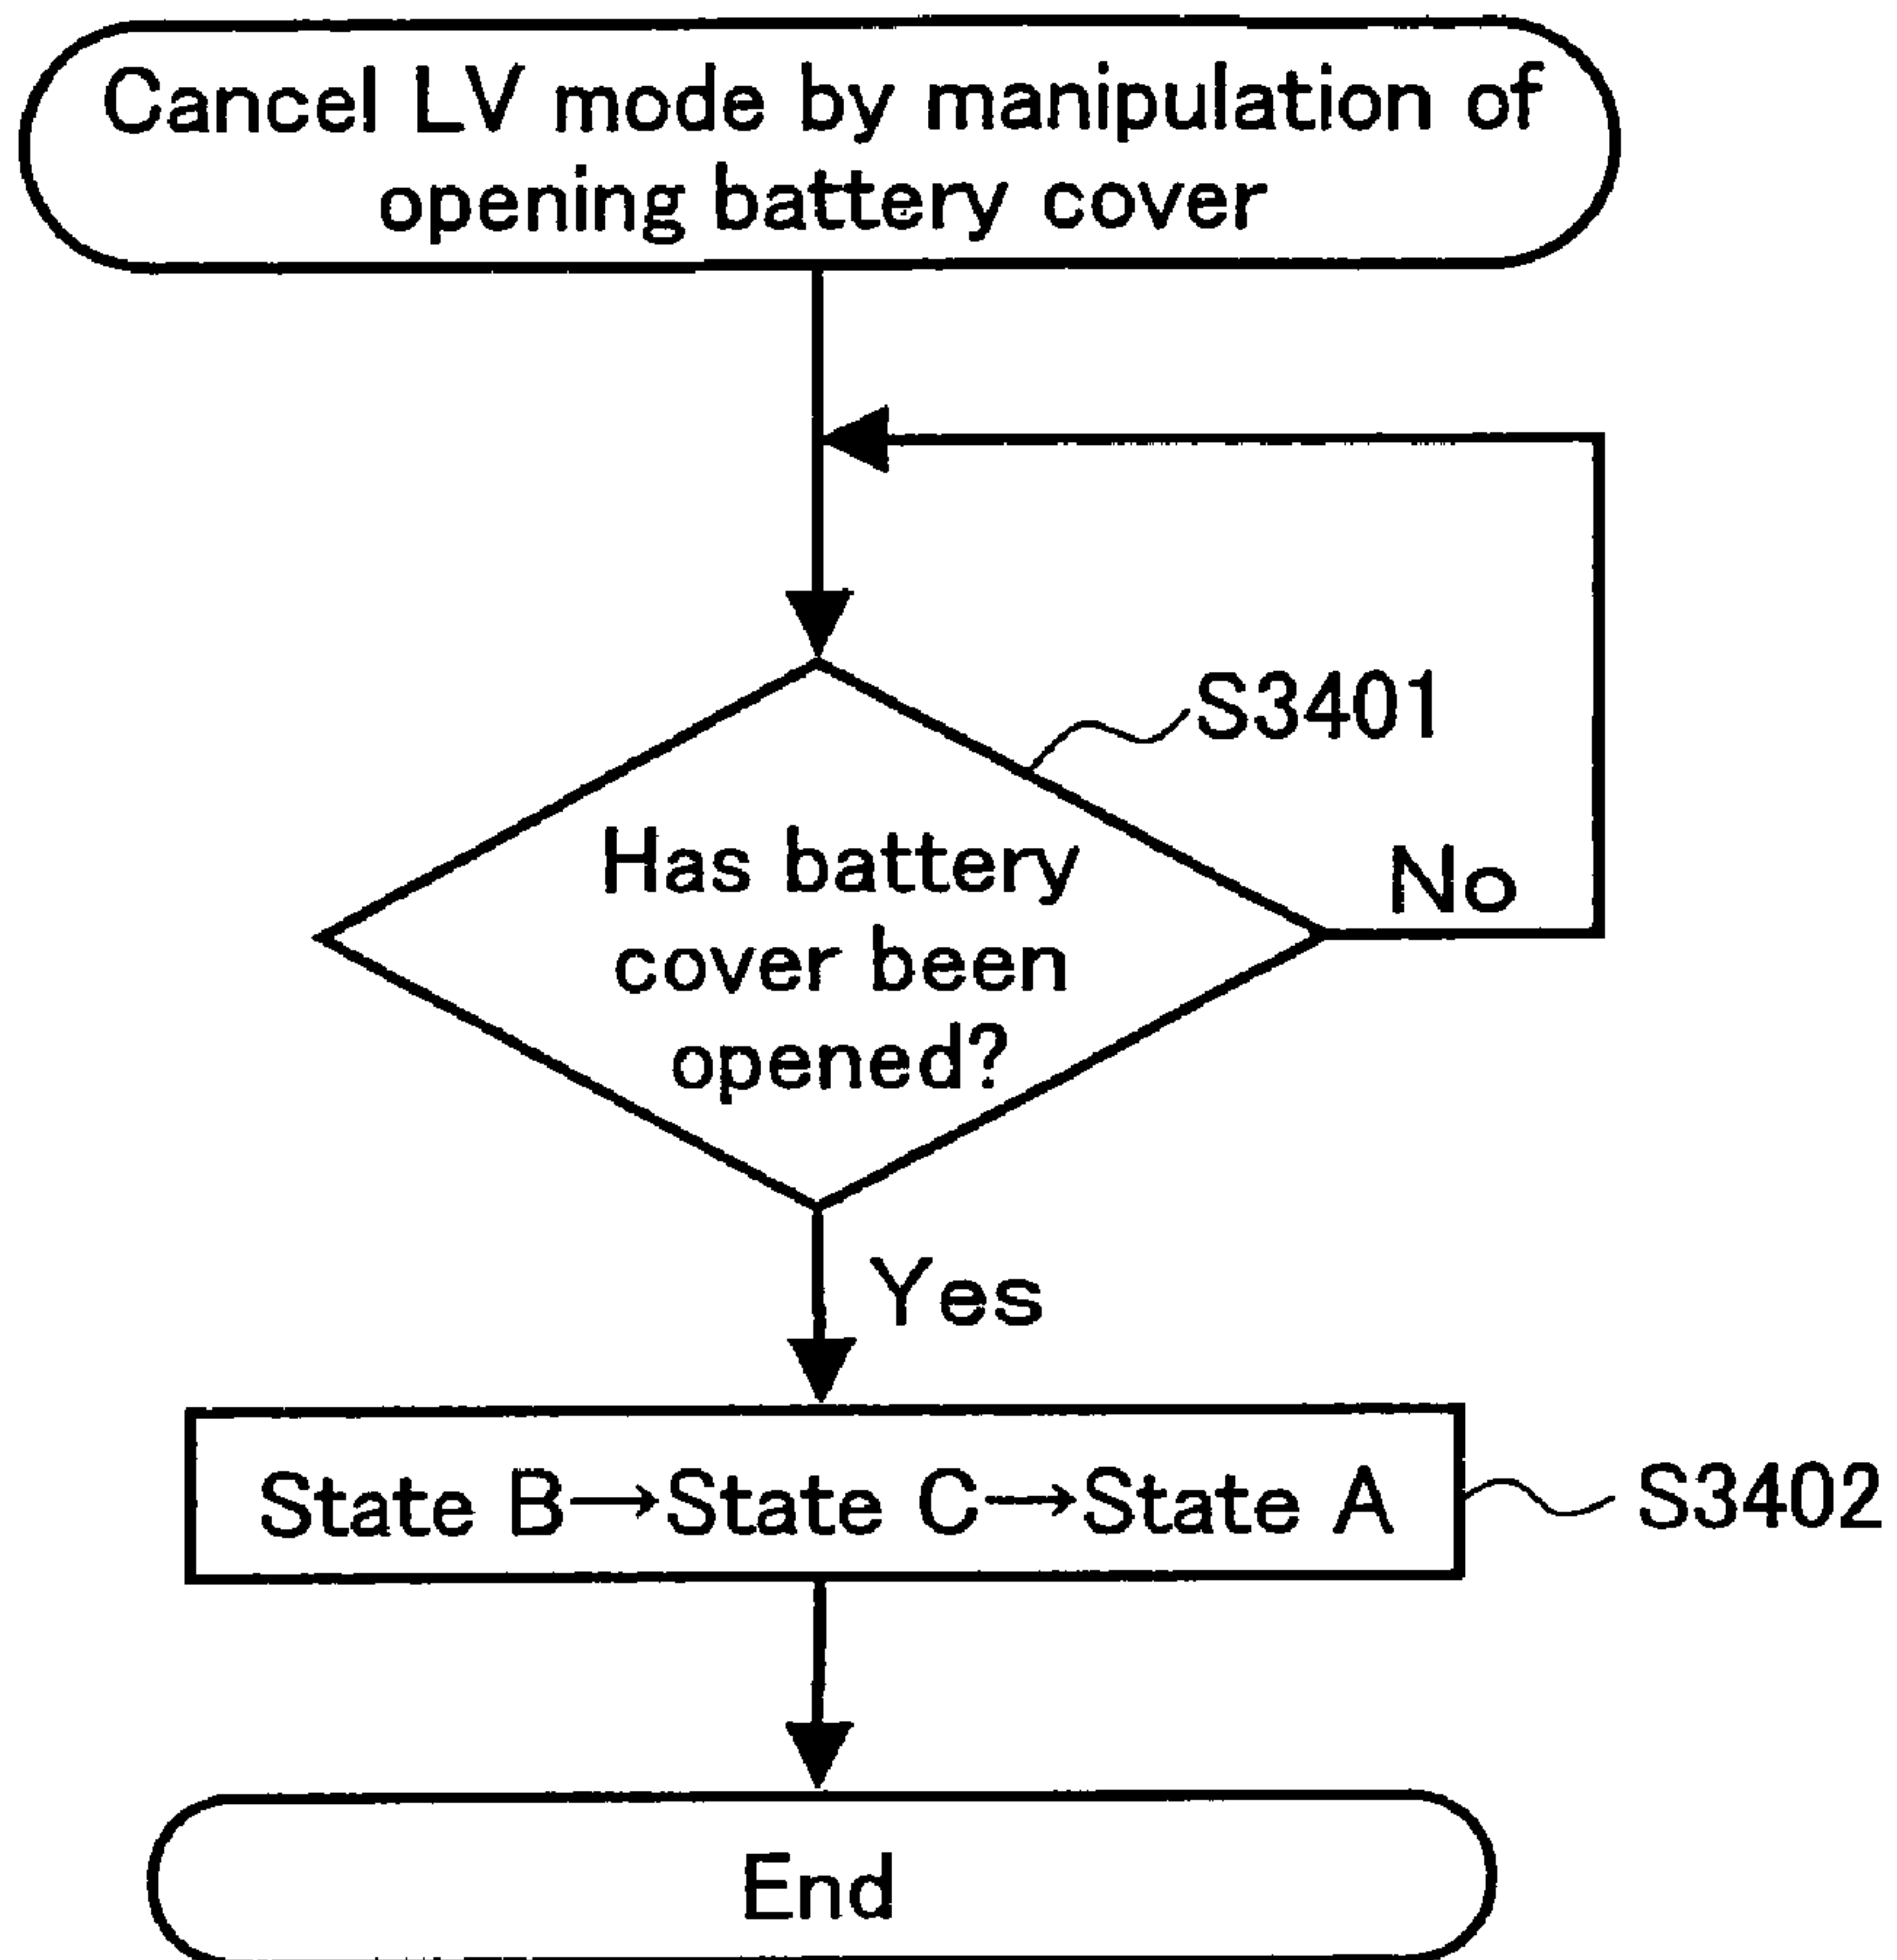 Cancel LV mode by manipulation of
opening battery cover
S3401
Has battery
cover been
opened?
No
Yes
State B→State C→State A
S3402
End